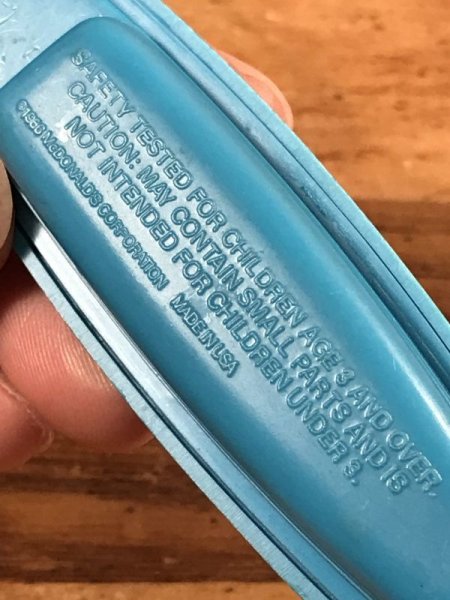 SAFETY TESTED FOR CHILDREN AGE 3 AND OVER.
CAUTION: MAY CONTAIN SMALL PARTS AND IS
NOT INTENDED FOR CHILDREN UNDER 3.
©1990 McDONALD'S CORPORATION MADE IN USA